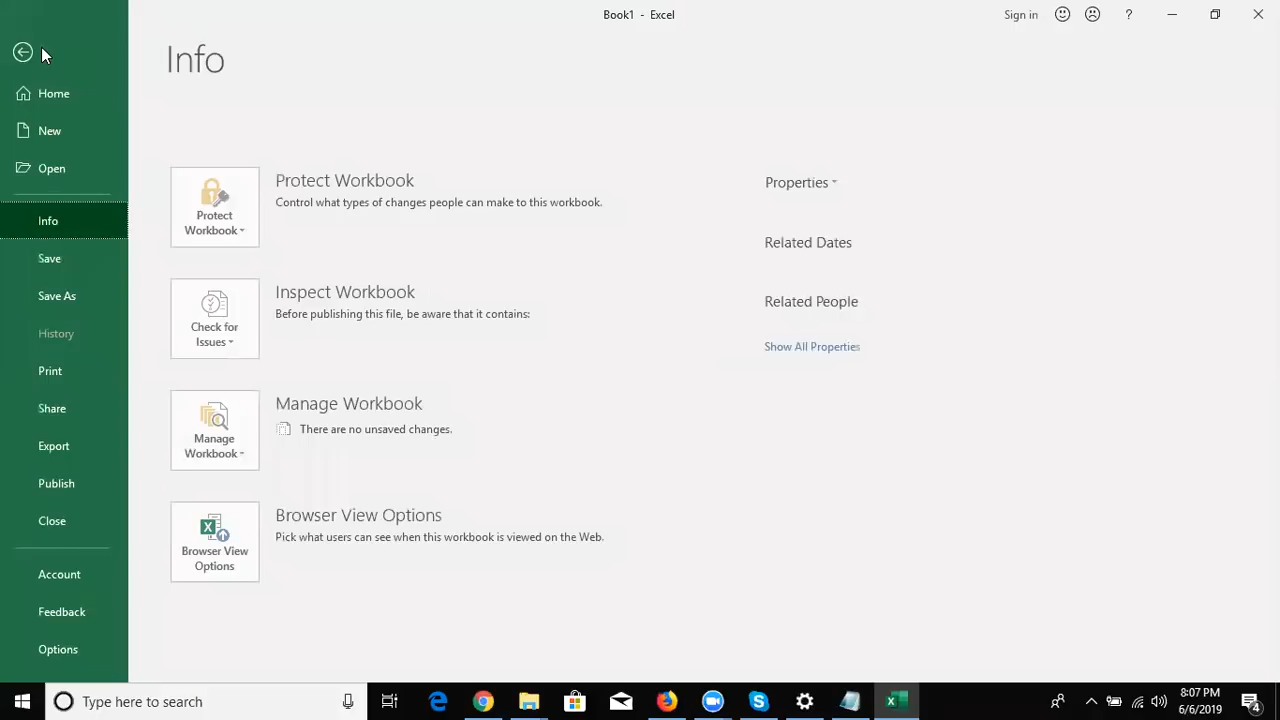 Book1 - Excel
Sign in
?
Info
Home
New
Open
Info
Save
Save As
History
Print
Share
Export
Publish
Close
Account
Feedback
Options
Protect Workbook
Protect Workbook
Control what types of changes people can make to this workbook.
Check for Issues
Inspect Workbook
Before publishing this file, be aware that it contains:
Manage Workbook
Manage Workbook
There are no unsaved changes.
Browser View Options
Browser View Options
Pick what users can see when this workbook is viewed on the Web.
Properties
Related Dates
Related People
Show All Properties
Type here to search
8:07 PM
6/6/2019
4